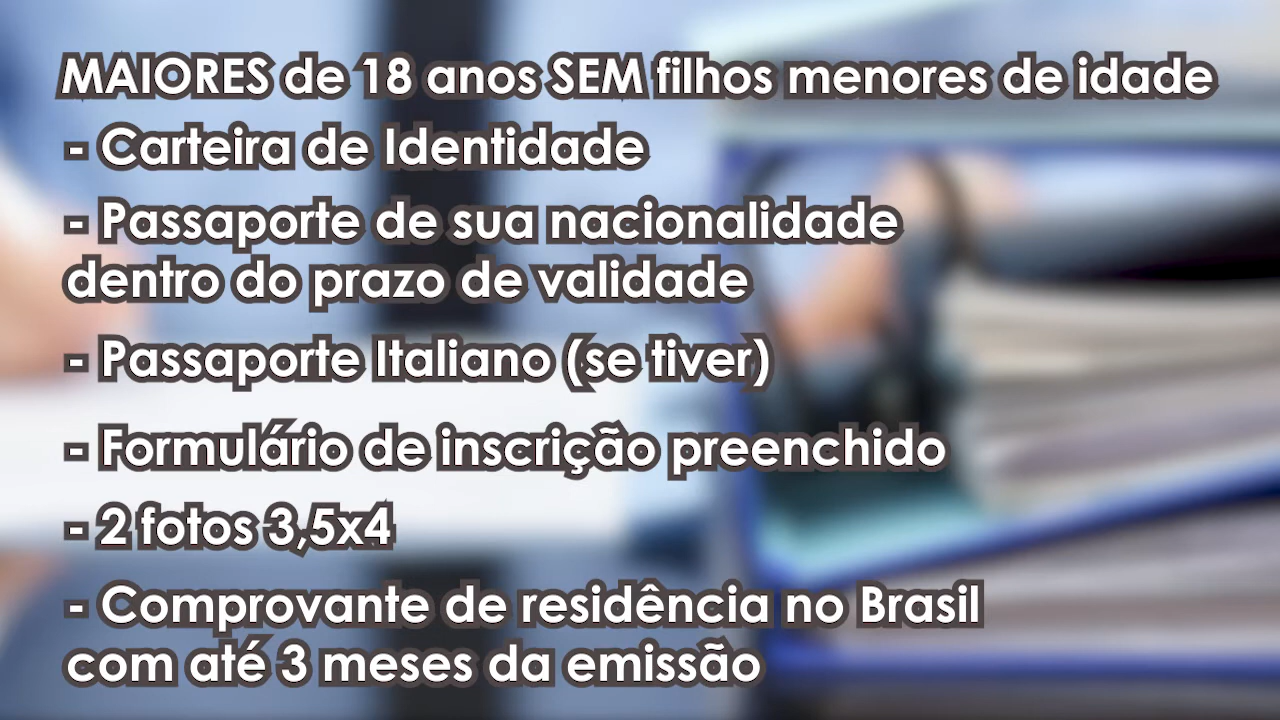 MAIORES de 18 anos SEM filhos menores de idade
- Carteira de Identidade
- Passaporte de sua nacionalidade
dentro do prazo de validade
- Passaporte Italiano (se tiver)
- Formulário de inscrição preenchido
- 2 fotos 3,5x4
- Comprovante de residência no Brasil
com até 3 meses da emissão